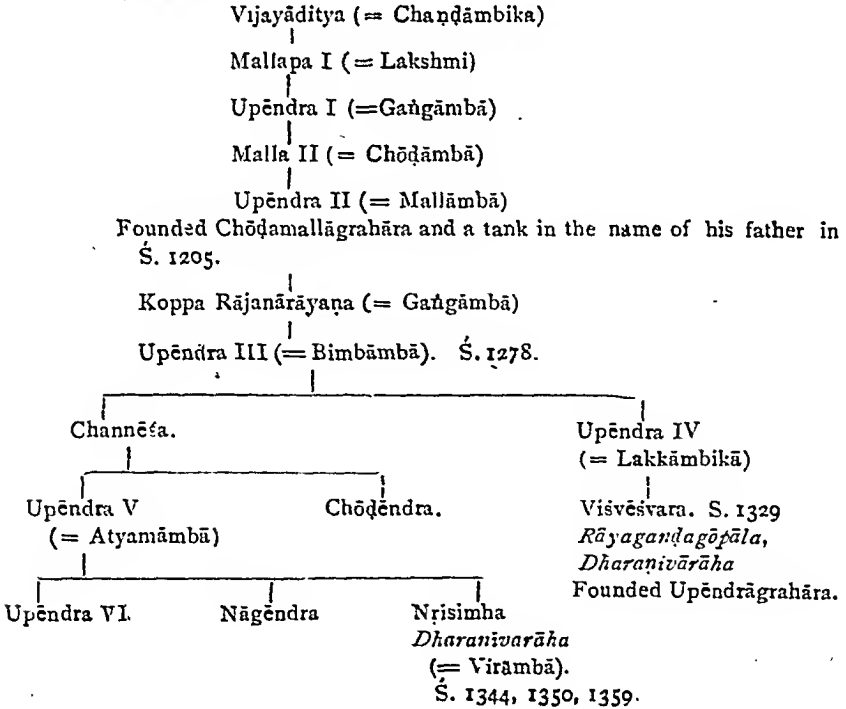 Vijayāditya (= Chaṇḍāmbika)
Mallapa I (= Lakshmi)
Upēndra I (=Gaṅgāmbā)
Malla II (= Chōḍāmbā)
Upēndra II (= Mallāmbā)
Founded Chōḍamallāgrahāra and a tank in the name of his father in
Ś. 1205.
Koppa Rājanārāyaṇa (= Gaṅgāmbā)
Upēndra III (= Bimbāmbā). Ś. 1278.
Channēśa. Upēndra IV
(= Lakkāmbikā)
Upēndra V Chōḍēndra. Viśvēśvara. S. 1329
(= Atyamāmbā) Rāyagaṇḍagōpāla,
Dharaṇivārāha
Founded Upēndrāgrahāra.
Upēndra VI. Nāgēndra Nṛisimha
Dharanivarāha
(= Virāmbā).
Ś. 1344, 1350, 1359.